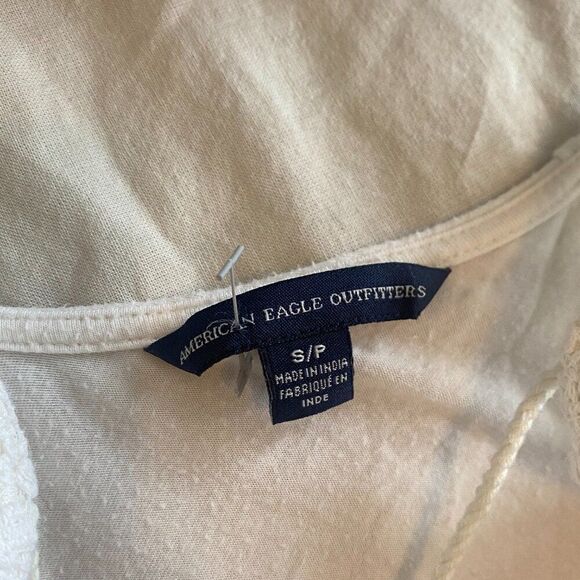 AMERICAN EAGLE OUTFITTERS
S/P
MADE IN INDIA
FABRIQUÉ EN
INDE